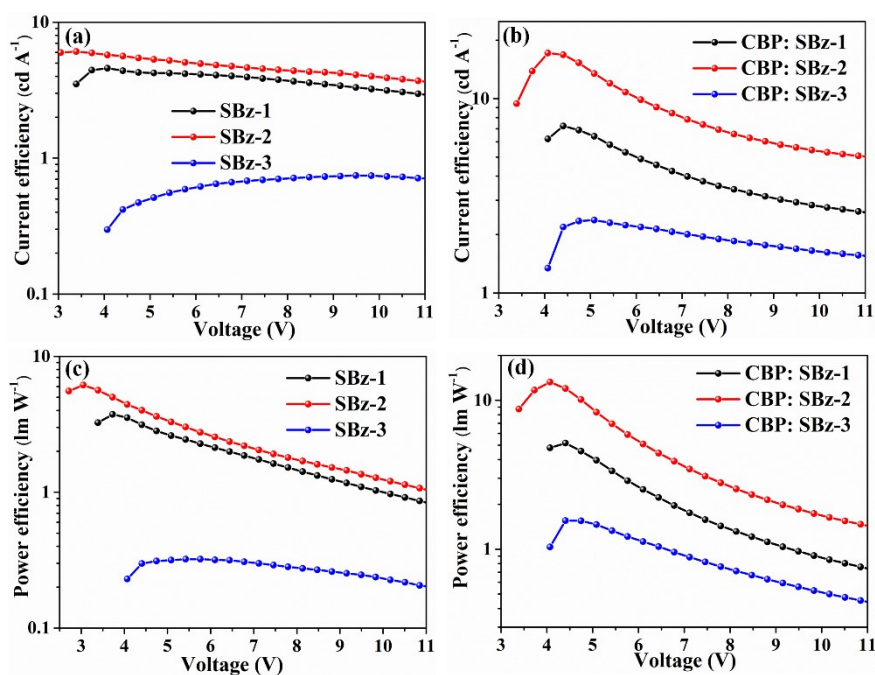 (a)
10
1
0.1
Current efficiency (cd A⁻¹)
SBz-1
SBz-2
SBz-3
3 4 5 6 7 8 9 10 11
Voltage (V)
(b)
10
1
Current efficiency (cd A⁻¹)
CBP: SBz-1
CBP: SBz-2
CBP: SBz-3
3 4 5 6 7 8 9 10 11
Voltage (V)
(c)
10
1
0.1
Power efficiency (lm W⁻¹)
SBz-1
SBz-2
SBz-3
3 4 5 6 7 8 9 10 11
Voltage (V)
(d)
10
1
Power efficiency (lm W⁻¹)
CBP: SBz-1
CBP: SBz-2
CBP: SBz-3
3 4 5 6 7 8 9 10 11
Voltage (V)